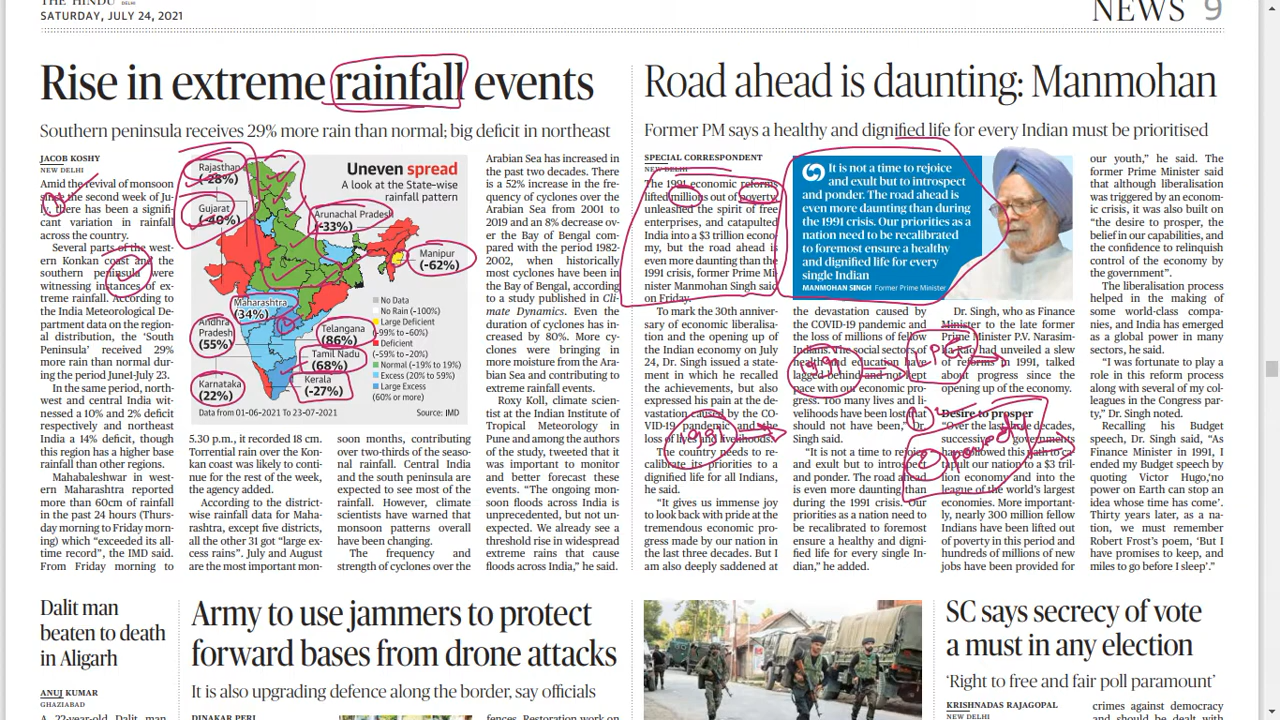 THE HINDU DELHI
SATURDAY, JULY 24, 2021
NEWS 9
Rise in extreme rainfall events
Southern peninsula receives 29% more rain than normal; big deficit in northeast
JACOB KOSHY
NEW DELHI
Amid the revival of monsoon
since the second week of Ju-
ly, there has been a signifi-
cant variation in rainfall
across the country.
Several parts of the west-
ern Konkan coast and the
southern peninsula were
witnessing instances of ex-
treme rainfall. According to
the India Meteorological De-
partment data on the region-
al distribution, the 'South
Peninsula' received 29%
more rain than normal dur-
ing the period June1-July 23.
In the same period, north-
west and central India wit-
nessed a 10% and 2% deficit
respectively and northeast
India a 14% deficit, though
this region has a higher base
rainfall than other regions.
Mahabaleshwar in west-
ern Maharashtra reported
more than 60cm of rainfall
in the past 24 hours (Thurs-
day morning to Friday morn-
ing) which "exceeded its all-
time record", the IMD said.
From Friday morning to
Uneven spread
A look at the State-wise
rainfall pattern
Rajasthan
(-28%)
Gujarat
(-40%)
Arunachal Pradesh
(-33%)
Manipur
(-62%)
Maharashtra
(34%)
Andhra
Pradesh
(55%)
Telangana
(86%)
Tamil Nadu
(68%)
Karnataka
(22%)
Kerala
(-27%)
No Data
No Rain (-100%)
Large Deficient
(-99% to -60%)
Deficient
(-59% to -20%)
Normal (-19% to 19%)
Excess (20% to 59%)
Large Excess
(60% or more)
Data from 01-06-2021 To 23-07-2021
Source: IMD
5.30 p.m., it recorded 18 cm.
Torrential rain over the Kon-
kan coast was likely to conti-
nue for the rest of the week,
the agency added.
According to the district-
wise rainfall data for Maha-
rashtra, except five districts,
all the other 31 got "large ex-
cess rains". July and August
are the most important mon-
soon months, contributing
to two-thirds of the seaso-
nal rainfall. Central India
and the south peninsula are
expected to see most of the
rainfall. However, climate
scientists have warned that
monsoon patterns overall
have been changing.
The frequency and
strength of cyclones over the
Arabian Sea has increased in
the past two decades. There
is a 52% increase in the fre-
quency of cyclones over the
Arabian Sea from 2001 to
2019 and an 8% decrease ov-
er the Bay of Bengal com-
pared with the period 1982-
2002, when historically
most cyclones have been in
the Bay of Bengal, according
to a study published in Cli-
mate Dynamics. Even the
duration of cyclones has in-
creased by 80%. More cy-
clones were bringing in
more moisture from the Ara-
bian Sea and contributing to
extreme rainfall events.
Roxy Koll, climate scien-
tist at the Indian Institute of
Tropical Meteorology in
Pune and among the authors
of the study, tweeted that it
was important to monitor
and better forecast these
events. "The ongoing mon-
soon floods across India is
unprecedented, but not un-
expected. We already see a
threshold rise in widespread
extreme rains that cause
floods across India," he said.
Road ahead is daunting: Manmohan
Former PM says a healthy and dignified life for every Indian must be prioritised
SPECIAL CORRESPONDENT
NEW DELHI
The 1991 economic reforms
lifted millions out of poverty,
unleashed the spirit of free
enterprises, and catapulted
India into a $3 trillion econo-
my, but the road ahead is
even more daunting than the
1991 crisis, former Prime Mi-
nister Manmohan Singh said
on Friday.
To mark the 30th anniver-
sary of economic liberalisa-
tion and the opening up of
the Indian economy on July
24, Dr. Singh issued a state-
ment in which he recalled
the achievements, but also
expressed his pain at the de-
vastation caused by the CO-
VID-19 pandemic and the
loss of lives and livelihoods.
The country needs to re-
calibrate its priorities to a
dignified life for all Indians,
he said.
"It gives us immense joy
to look back with pride at the
tremendous economic pro-
gress made by our nation in
the last three decades. But I
am also deeply saddened at
It is not a time to rejoice
and exult but to introspect
and ponder. The road ahead is
even more daunting than during
the 1991 crisis. Our priorities as a
nation need to be recalibrated
to foremost ensure a healthy
and dignified life for every
single Indian
MANMOHAN SINGH Former Prime Minister
the devastation caused by
the COVID-19 pandemic and
the loss of millions of fellow
Indians. The social sectors of
health and education have
lagged behind and not kept
pace with our economic pro-
gress. Too many lives and li-
velihoods have been lost that
should not have been," Dr.
Singh said.
"It is not a time to rejoice
and exult but to introspect
and ponder. The road ahead
is even more daunting than
during the 1991 crisis. Our
priorities as a nation need to
be recalibrated to foremost
ensure a healthy and digni-
fied life for every single In-
dian," he added.
Dr. Singh, who as Finance
Minister to the late former
Prime Minister P.V. Narasim-
ha Rao had unveiled a slew
of reforms in 1991, talked
about progress since the
opening up of the economy.
Desire to prosper
"Over the last three decades,
successive governments
have followed this path to ca-
tapult our nation to a $3 tril-
lion economy and into the
league of the world's largest
economies. More important-
ly, nearly 300 million fellow
Indians have been lifted out
of poverty in this period and
hundreds of millions of new
jobs have been provided for
our youth," he said. The
former Prime Minister said
that although liberalisation
was triggered by an econom-
ic crisis, it was also built on
"the desire to prosper, the
belief in our capabilities, and
the confidence to relinquish
control of the economy by
the government".
The liberalisation process
helped in the making of
some world-class compa-
nies, and India has emerged
as a global power in many
sectors, he said.
"I was fortunate to play a
role in this reform process
along with several of my col-
leagues in the Congress par-
ty," Dr. Singh noted.
Recalling his Budget
speech, Dr. Singh said, "As
Finance Minister in 1991, I
ended my Budget speech by
quoting Victor Hugo,'no
power on Earth can stop an
idea whose time has come'.
Thirty years later, as a na-
tion, we must remember
Robert Frost's poem, 'But I
have promises to keep, and
miles to go before I sleep'."
1991
1991
LPG
Poverty
Dalit man
beaten to death
in Aligarh
ANUJ KUMAR
GHAZIABAD
A 22-year-old Dalit man
Army to use jammers to protect
forward bases from drone attacks
It is also upgrading defence along the border, say officials
DINAKAR PERI
fences. Restoration work on
SC says secrecy of vote
a must in any election
'Right to free and fair poll paramount'
KRISHNADAS RAJAGOPAL
NEW DELHI
crimes against democracy
and should be dealt with